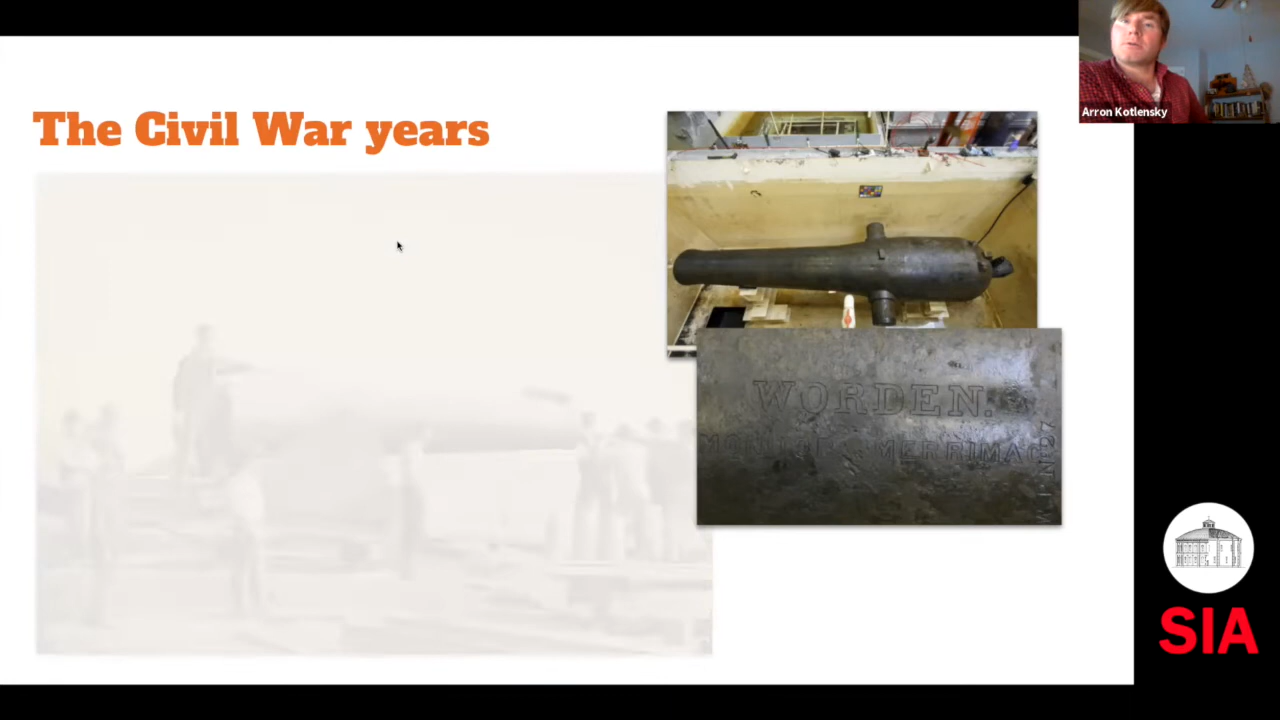 The Civil War years
Arron Kotlensky
WORDEN.
& MERRIMAC
SIA